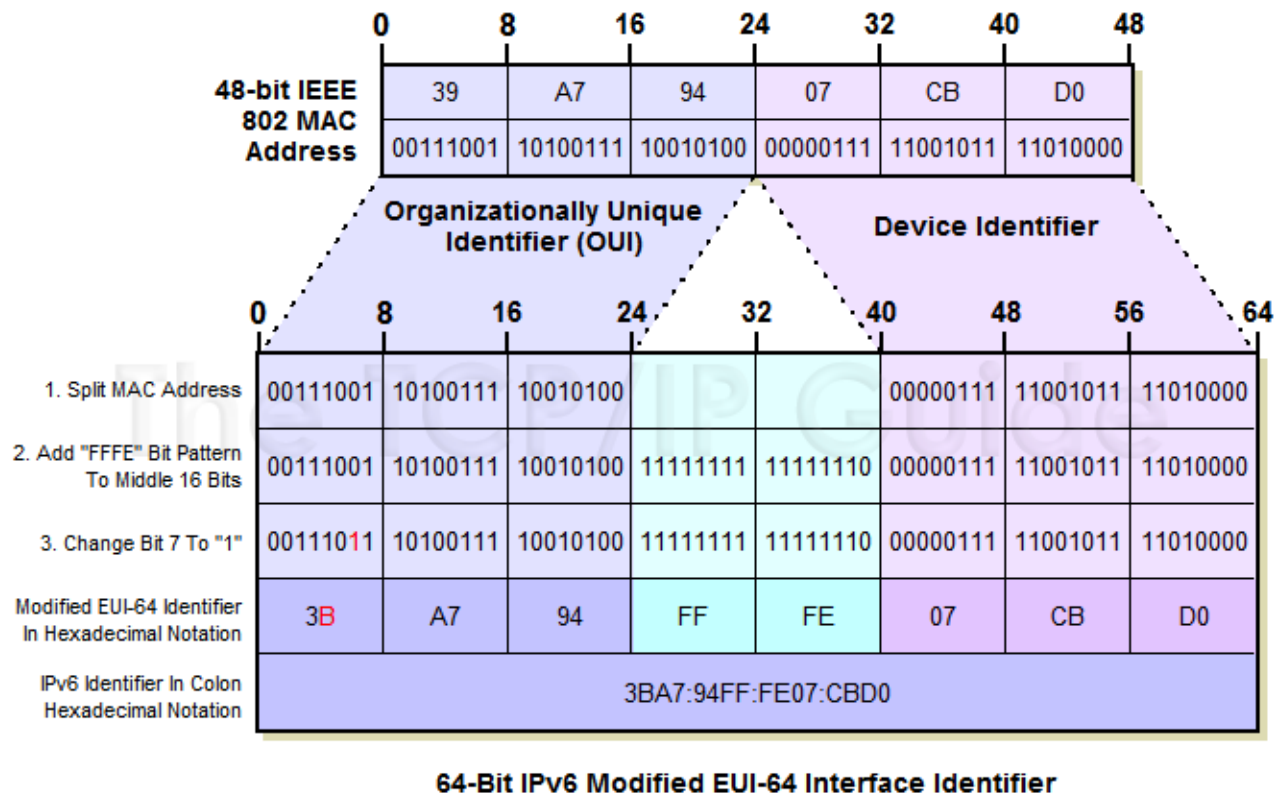 0 8 16 24 32 40 48
48-bit IEEE
802 MAC
Address
39 A7 94 07 CB D0
00111001 10100111 10010100 00000111 11001011 11010000
Organizationally Unique
Identifier (OUI)
Device Identifier
0 8 16 24 32 40 48 56 64
The TCP/IP Guide
1. Split MAC Address
00111001 10100111 10010100 00000111 11001011 11010000
2. Add "FFFE" Bit Pattern
To Middle 16 Bits
00111001 10100111 10010100 11111111 11111110 00000111 11001011 11010000
3. Change Bit 7 To "1"
00111011 10100111 10010100 11111111 11111110 00000111 11001011 11010000
Modified EUI-64 Identifier
In Hexadecimal Notation
3B A7 94 FF FE 07 CB D0
IPv6 Identifier In Colon
Hexadecimal Notation
3BA7:94FF:FE07:CBD0
64-Bit IPv6 Modified EUI-64 Interface Identifier